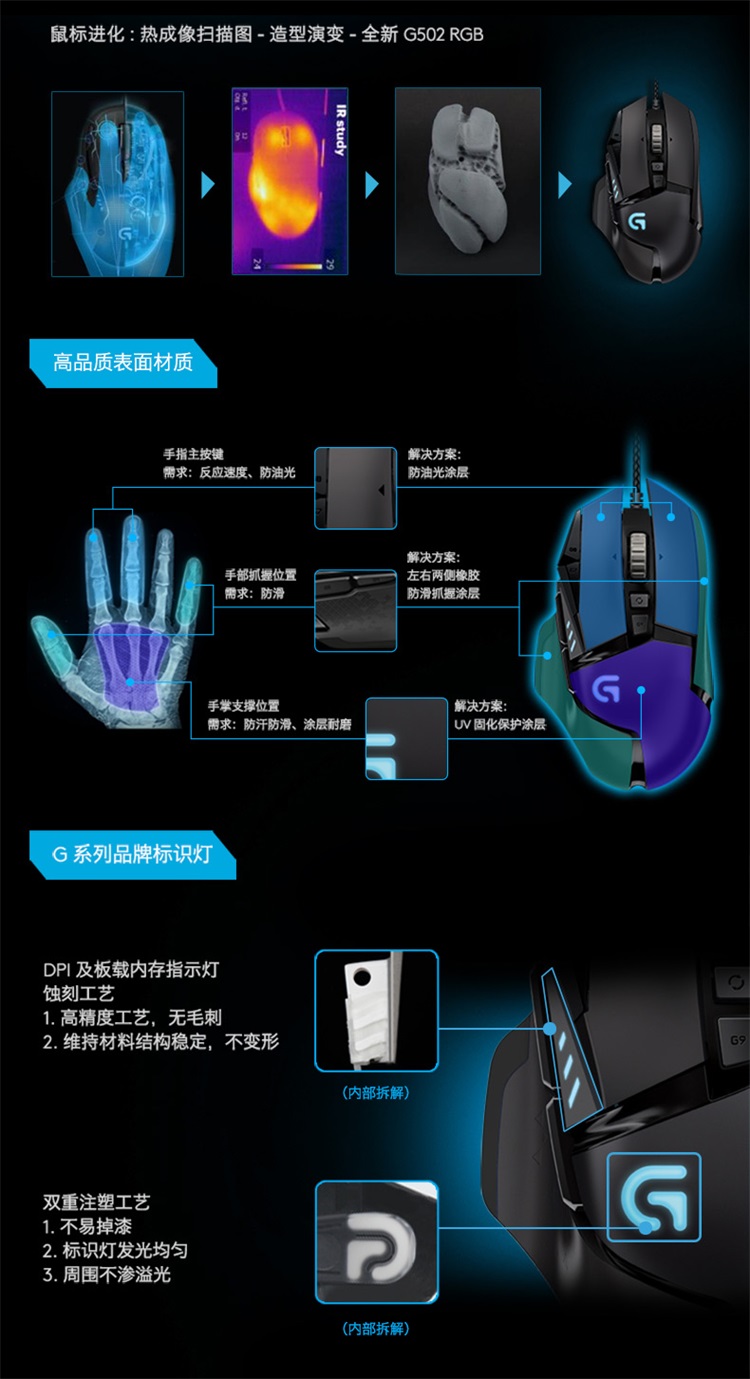 鼠标进化 : 热成像扫描图 - 造型演变 - 全新 G502 RGB
IR study
24
29
高品质表面材质
手指主按键
需求：反应速度、防油光
解决方案：
防油光涂层
手部抓握位置
需求：防滑
解决方案：
左右两侧橡胶
防滑抓握涂层
手掌支撑位置
需求：防汗防滑、涂层耐磨
解决方案：
UV 固化保护涂层
G 系列品牌标识灯
DPI 及板载内存指示灯
蚀刻工艺
1. 高精度工艺，无毛刺
2. 维持材料结构稳定，不变形
（内部拆解）
G9
双重注塑工艺
1. 不易掉漆
2. 标识灯发光均匀
3. 周围不渗溢光
（内部拆解）